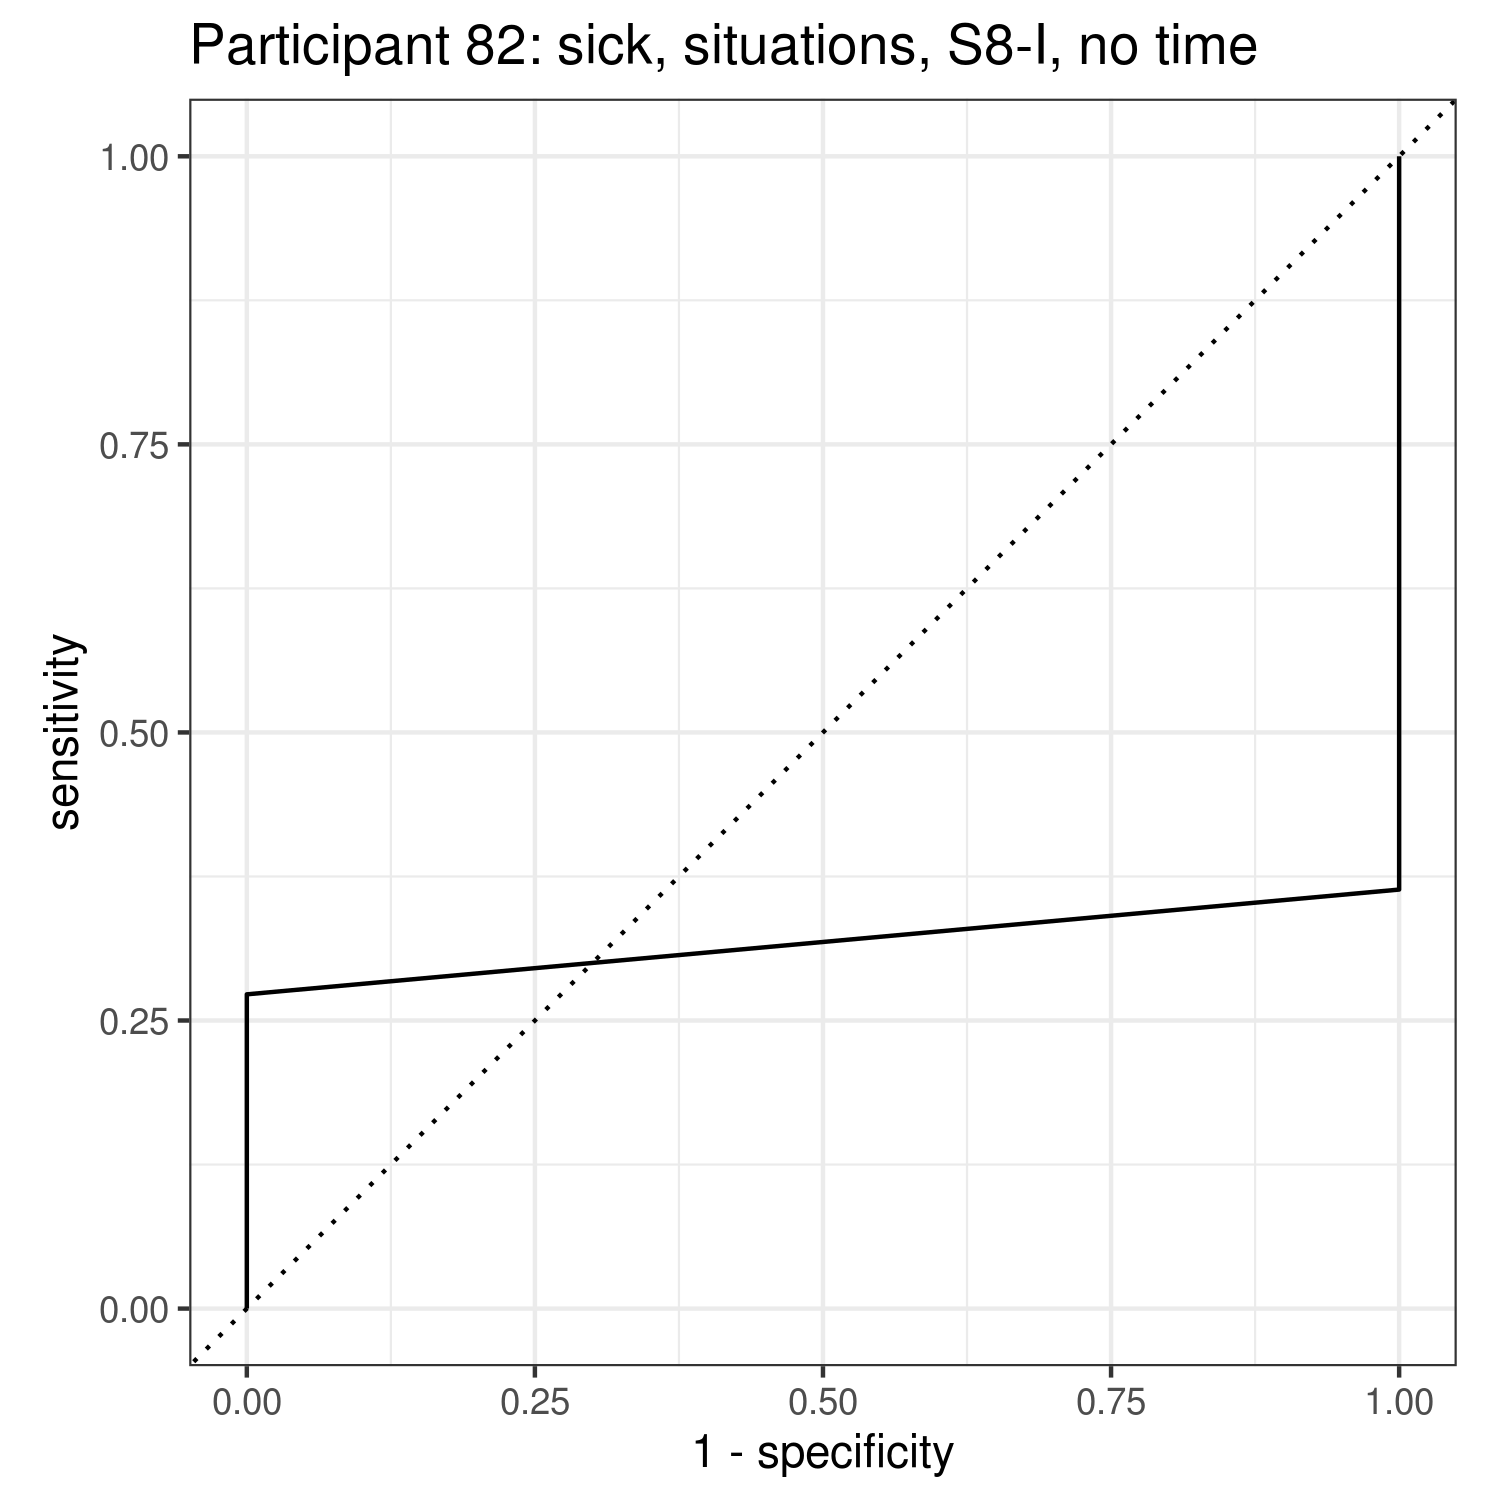 Participant 82: sick, situations, S8-I, no time
1.00
0.75
0.50
0.25
0.00
sensitivity
0.00 0.25 0.50 0.75 1.00
1 - specificity